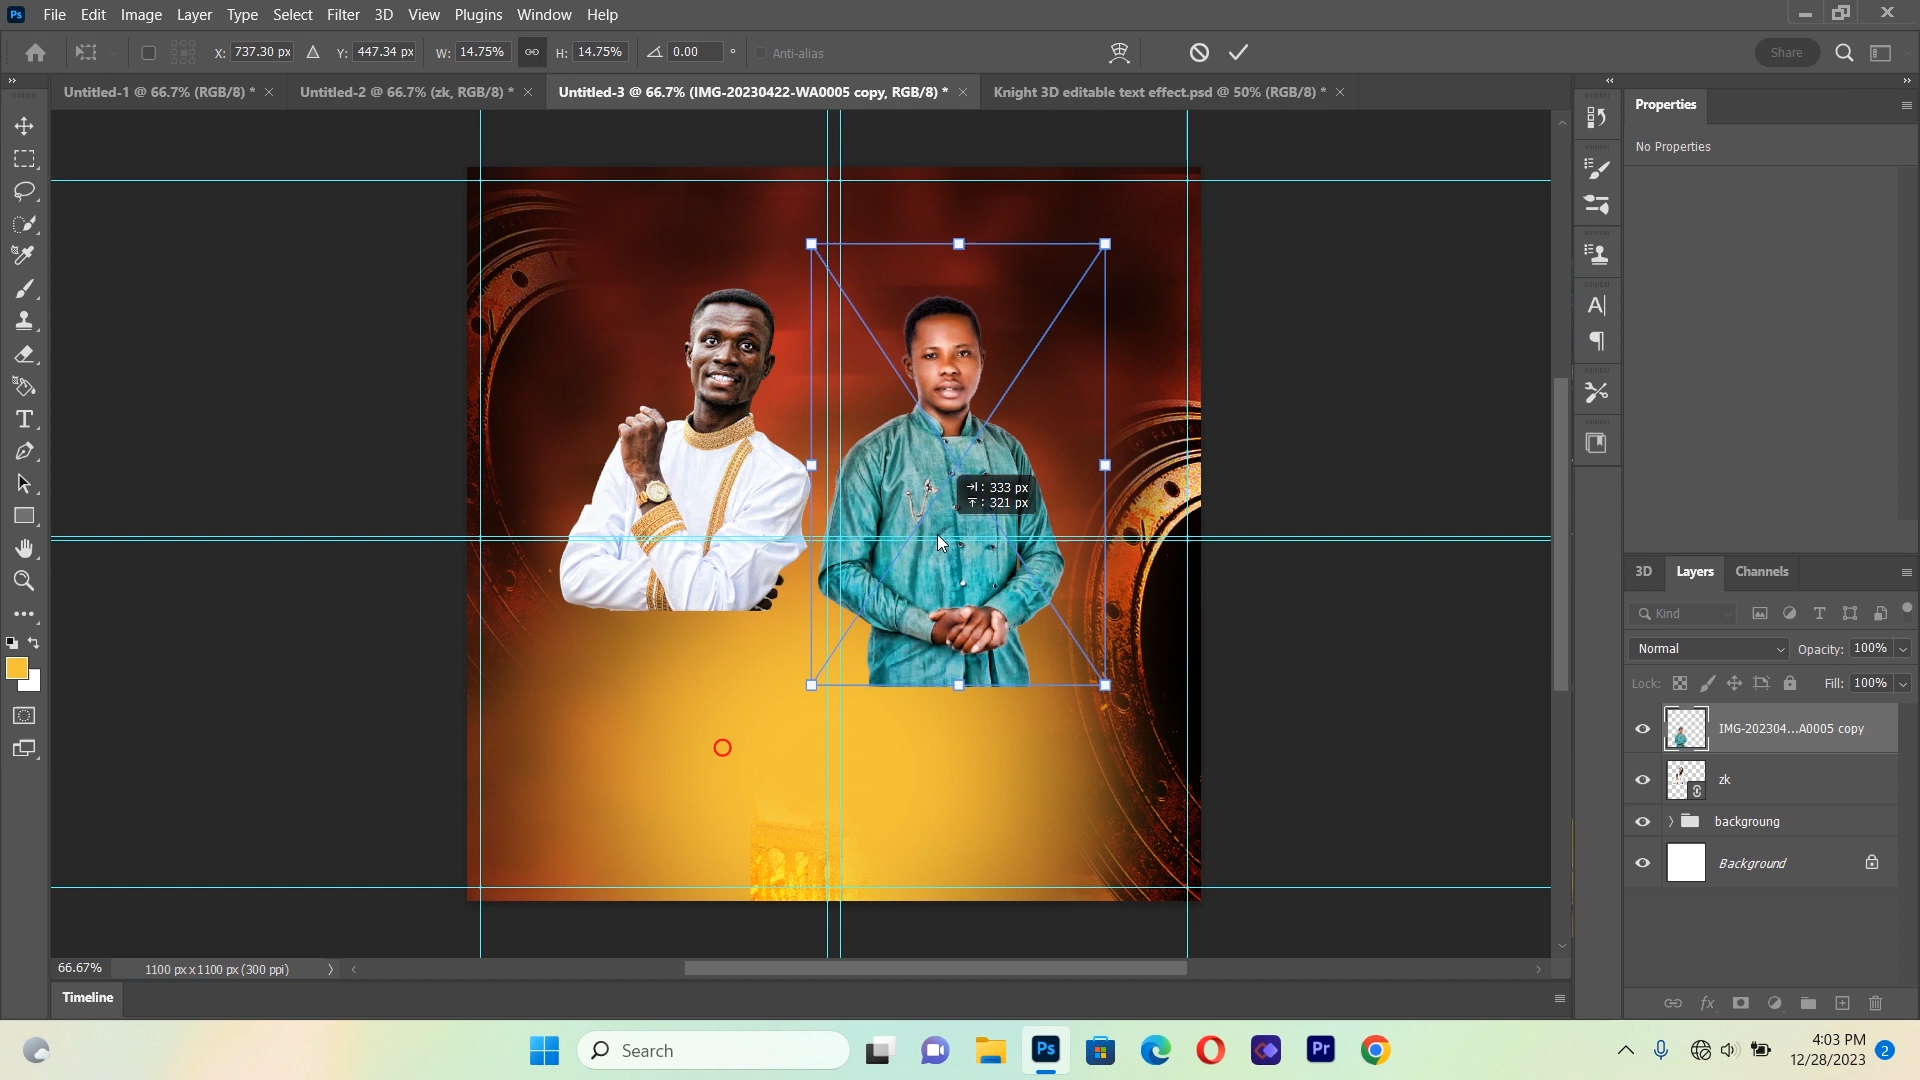 Ps File Edit Image Layer Type Select Filter 3D View Plugins Window Help
X: 737.30 px Y: 447.34 px W: 14.75% H: 14.75% 0.00 ° Anti-alias Share
Untitled-1 @ 66.7% (RGB/8) * Untitled-2 @ 66.7% (zk, RGB/8) * Untitled-3 @ 66.7% (IMG-20230422-WA0005 copy, RGB/8) * Knight 3D editable text effect.psd @ 50% (RGB/8) *
Properties
No Properties
: 333 px
: 321 px
3D Layers Channels
Kind
Normal Opacity: 100%
Lock: Fill: 100%
IMG-202304...A0005 copy
zk
backgroung
Background
66.67% 1100 px x 1100 px (300 ppi)
Timeline
fx
Search
Ps
Pr
4:03 PM
12/28/2023
2